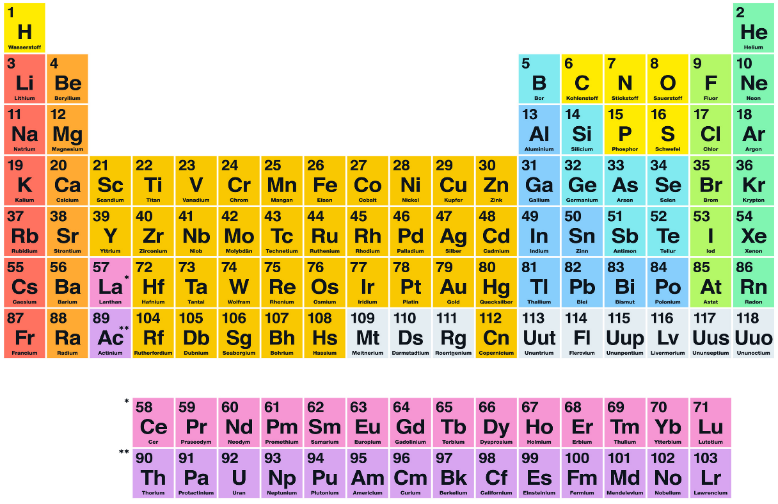 1 2
H He
Wasserstoff Helium
3 4 5 6 7 8 9 10
Li Be B C N O F Ne
Lithium Beryllium Bor Kohlenstoff Stickstoff Sauerstoff Fluor Neon
11 12 13 14 15 16 17 18
Na Mg Al Si P S Cl Ar
Natrium Magnesium Aluminium Silicium Phosphor Schwefel Chlor Argon
19 20 21 22 23 24 25 26 27 28 29 30 31 32 33 34 35 36
K Ca Sc Ti V Cr Mn Fe Co Ni Cu Zn Ga Ge As Se Br Kr
Kalium Calcium Scandium Titan Vanadium Chrom Mangan Eisen Cobalt Nickel Kupfer Zink Gallium Germanium Arsen Selen Brom Krypton
37 38 39 40 41 42 43 44 45 46 47 48 49 50 51 52 53 54
Rb Sr Y Zr Nb Mo Tc Ru Rh Pd Ag Cd In Sn Sb Te I Xe
Rubidium Strontium Yttrium Zirconium Niob Molybdän Technetium Ruthenium Rhodium Palladium Silber Cadmium Indium Zinn Antimon Tellur Iod Xenon
55 56 57 72 73 74 75 76 77 78 79 80 81 82 83 84 85 86
Cs Ba La* Hf Ta W Re Os Ir Pt Au Hg Tl Pb Bi Po At Rn
Caesium Barium Lanthan Hafnium Tantal Wolfram Rhenium Osmium Iridium Platin Gold Quecksilber Thallium Blei Bismut Polonium Astat Radon
87 88 89 104 105 106 107 108 109 110 111 112 113 114 115 116 117 118
Fr Ra Ac** Rf Db Sg Bh Hs Mt Ds Rg Cn Uut Fl Uup Lv Uus Uuo
Francium Radium Actinium Rutherfordium Dubnium Seaborgium Bohrium Hassium Meitnerium Darmstadtium Roentgenium Copernicium Ununtrium Flerovium Ununpentium Livermorium Ununseptium Ununoctium
* 58 59 60 61 62 63 64 65 66 67 68 69 70 71
Ce Pr Nd Pm Sm Eu Gd Tb Dy Ho Er Tm Yb Lu
Cer Praseodym Neodym Promethium Samarium Europium Gadolinium Terbium Dysprosium Holmium Erbium Thulium Ytterbium Lutetium
** 90 91 92 93 94 95 96 97 98 99 100 101 102 103
Th Pa U Np Pu Am Cm Bk Cf Es Fm Md No Lr
Thorium Protactinium Uran Neptunium Plutonium Americium Curium Berkelium Californium Einsteinium Fermium Mendelevium Nobelium Lawrencium